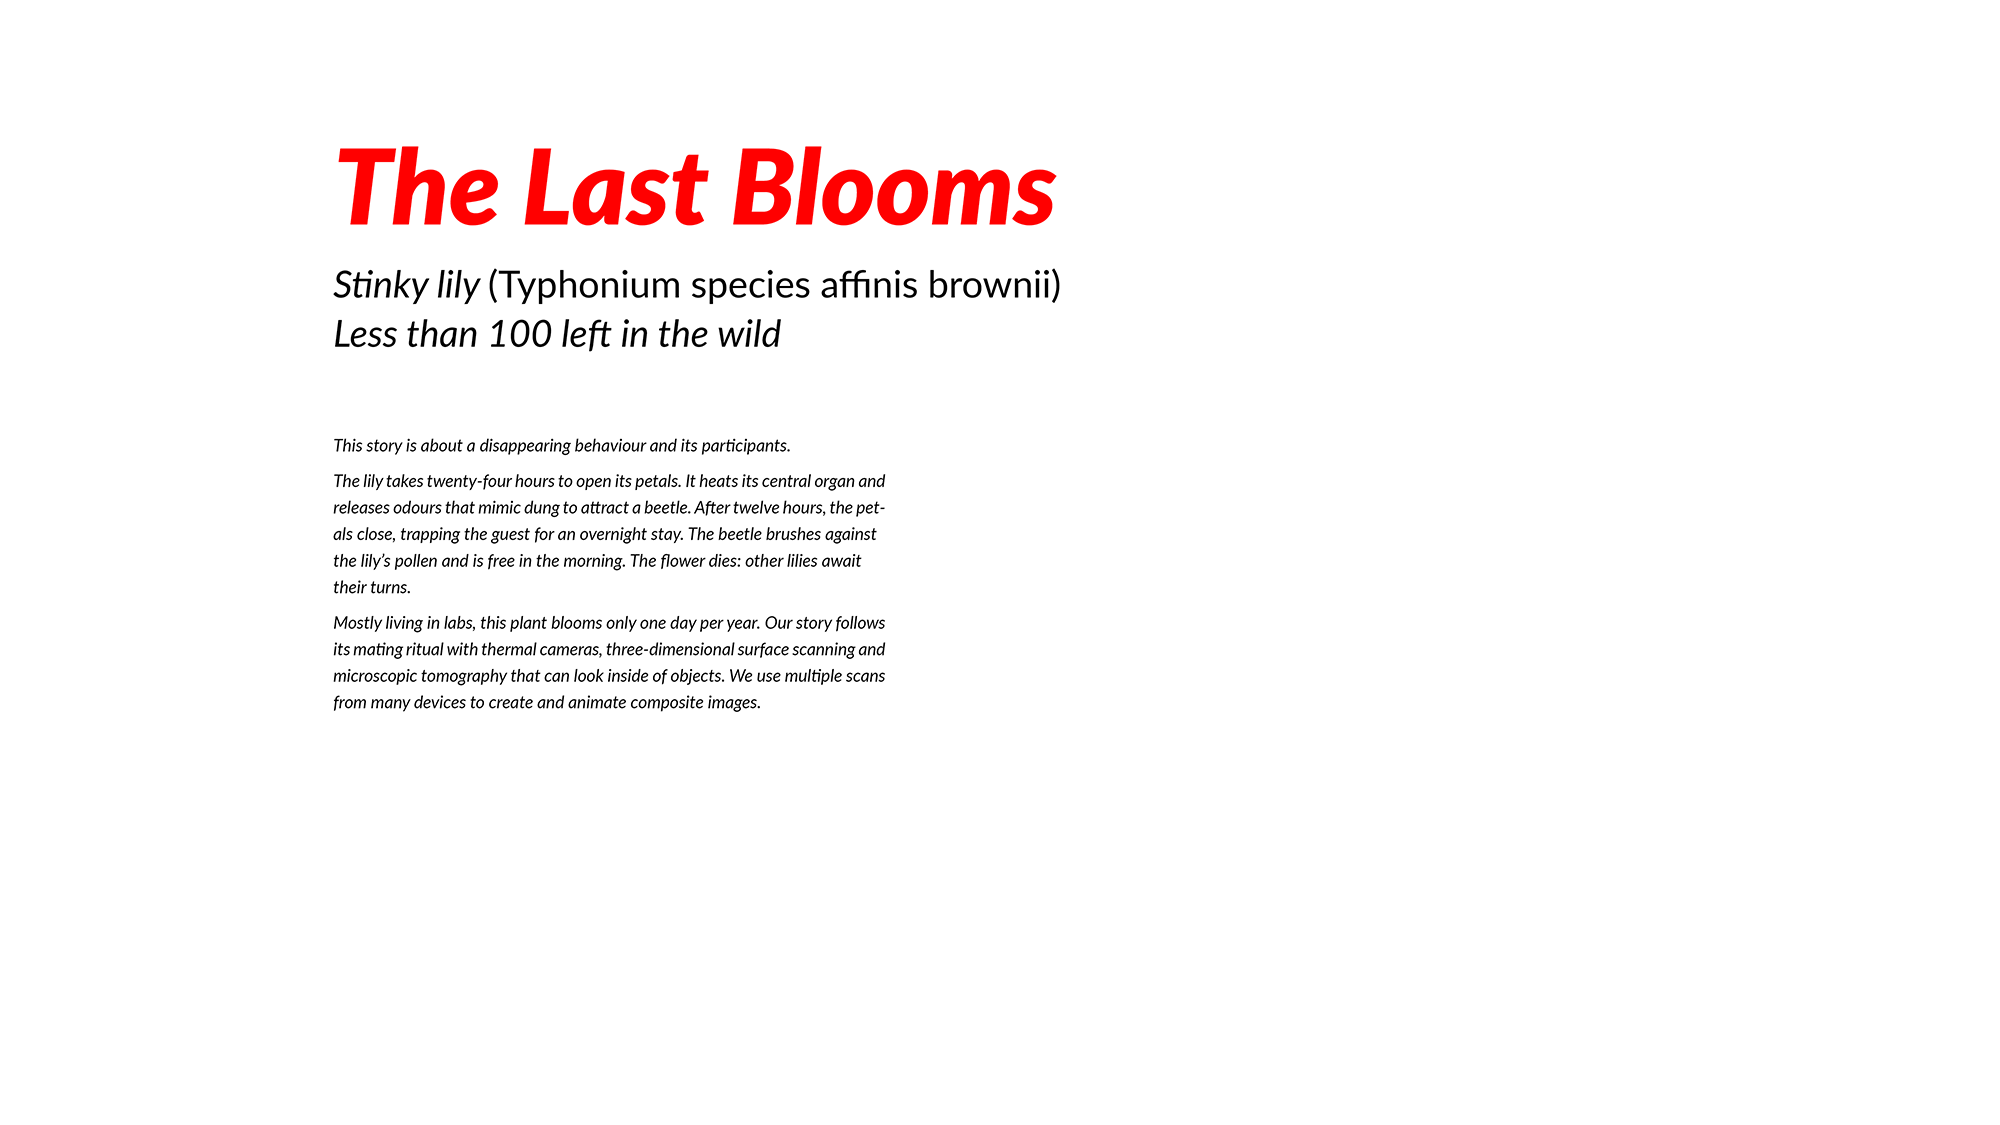 The Last Blooms
Stinky lily (Typhonium species affinis brownii)
Less than 100 left in the wild
This story is about a disappearing behaviour and its participants.
The lily takes twenty-four hours to open its petals. It heats its central organ and
releases odours that mimic dung to attract a beetle. After twelve hours, the pet-
als close, trapping the guest for an overnight stay. The beetle brushes against
the lily’s pollen and is free in the morning. The flower dies: other lilies await
their turns.
Mostly living in labs, this plant blooms only one day per year. Our story follows
its mating ritual with thermal cameras, three-dimensional surface scanning and
microscopic tomography that can look inside of objects. We use multiple scans
from many devices to create and animate composite images.